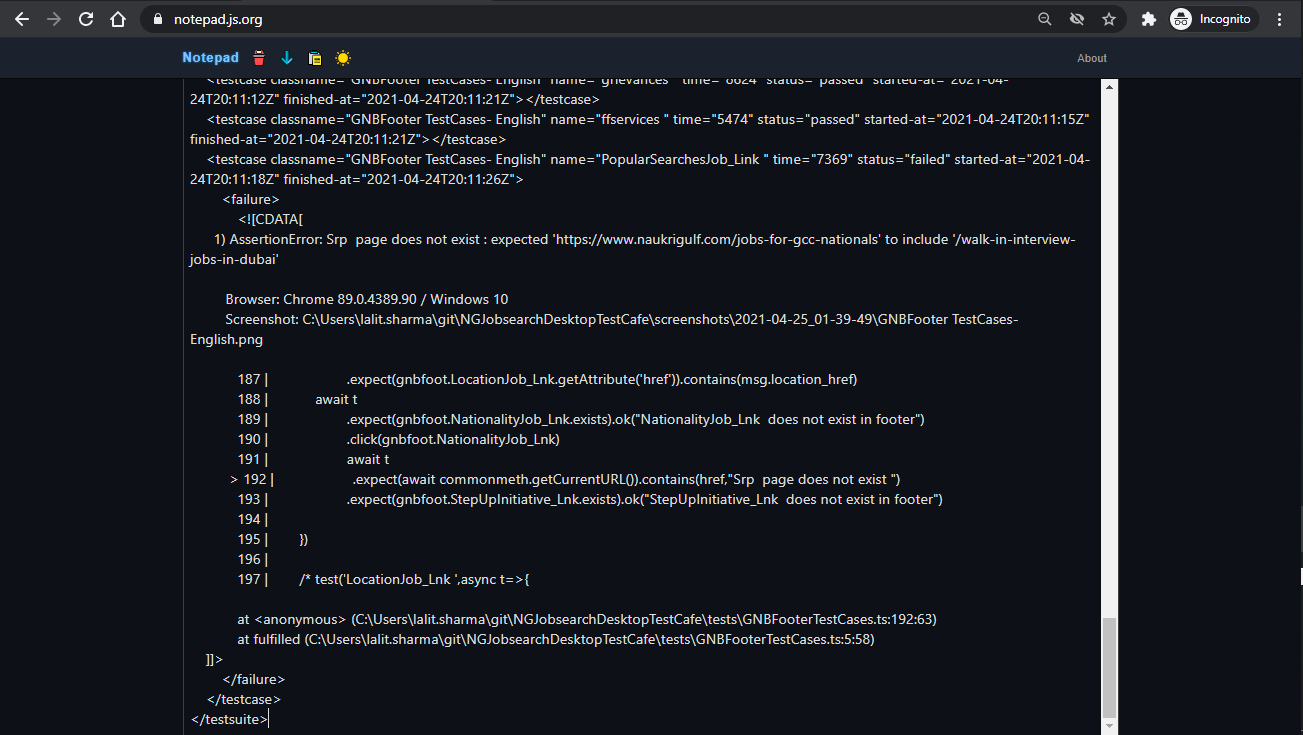 notepad.js.org
Incognito
Notepad
About
<testcase classname="GNBFooter TestCases- English" name="grievances " time="8624" status="passed" started-at="2021-04-
24T20:11:12Z" finished-at="2021-04-24T20:11:21Z"></testcase>
<testcase classname="GNBFooter TestCases- English" name="ffservices " time="5474" status="passed" started-at="2021-04-24T20:11:15Z"
finished-at="2021-04-24T20:11:21Z"></testcase>
<testcase classname="GNBFooter TestCases- English" name="PopularSearchesJob_Link " time="7369" status="failed" started-at="2021-04-
24T20:11:18Z" finished-at="2021-04-24T20:11:26Z">
<failure>
<![CDATA[
1) AssertionError: Srp  page does not exist : expected 'https://www.naukrigulf.com/jobs-for-gcc-nationals' to include '/walk-in-interview-
jobs-in-dubai'
Browser: Chrome 89.0.4389.90 / Windows 10
Screenshot: C:\Users\lalit.sharma\git\NGJobsearchDesktopTestCafe\screenshots\2021-04-25_01-39-49\GNBFooter TestCases-
English.png
187 |                .expect(gnbfoot.LocationJob_Lnk.getAttribute('href')).contains(msg.location_href)
188 |          await t
189 |                .expect(gnbfoot.NationalityJob_Lnk.exists).ok("NationalityJob_Lnk  does not exist in footer")
190 |                .click(gnbfoot.NationalityJob_Lnk)
191 |                await t
> 192 |                .expect(await commonmeth.getCurrentURL()).contains(href,"Srp  page does not exist ")
193 |                .expect(gnbfoot.StepUpInitiative_Lnk.exists).ok("StepUpInitiative_Lnk  does not exist in footer")
194 |
195 |      })
196 |
197 |      /* test('LocationJob_Lnk ',async t=>{
at <anonymous> (C:\Users\lalit.sharma\git\NGJobsearchDesktopTestCafe\tests\GNBFooterTestCases.ts:192:63)
at fulfilled (C:\Users\lalit.sharma\git\NGJobsearchDesktopTestCafe\tests\GNBFooterTestCases.ts:5:58)
]]>
</failure>
</testcase>
</testsuite>